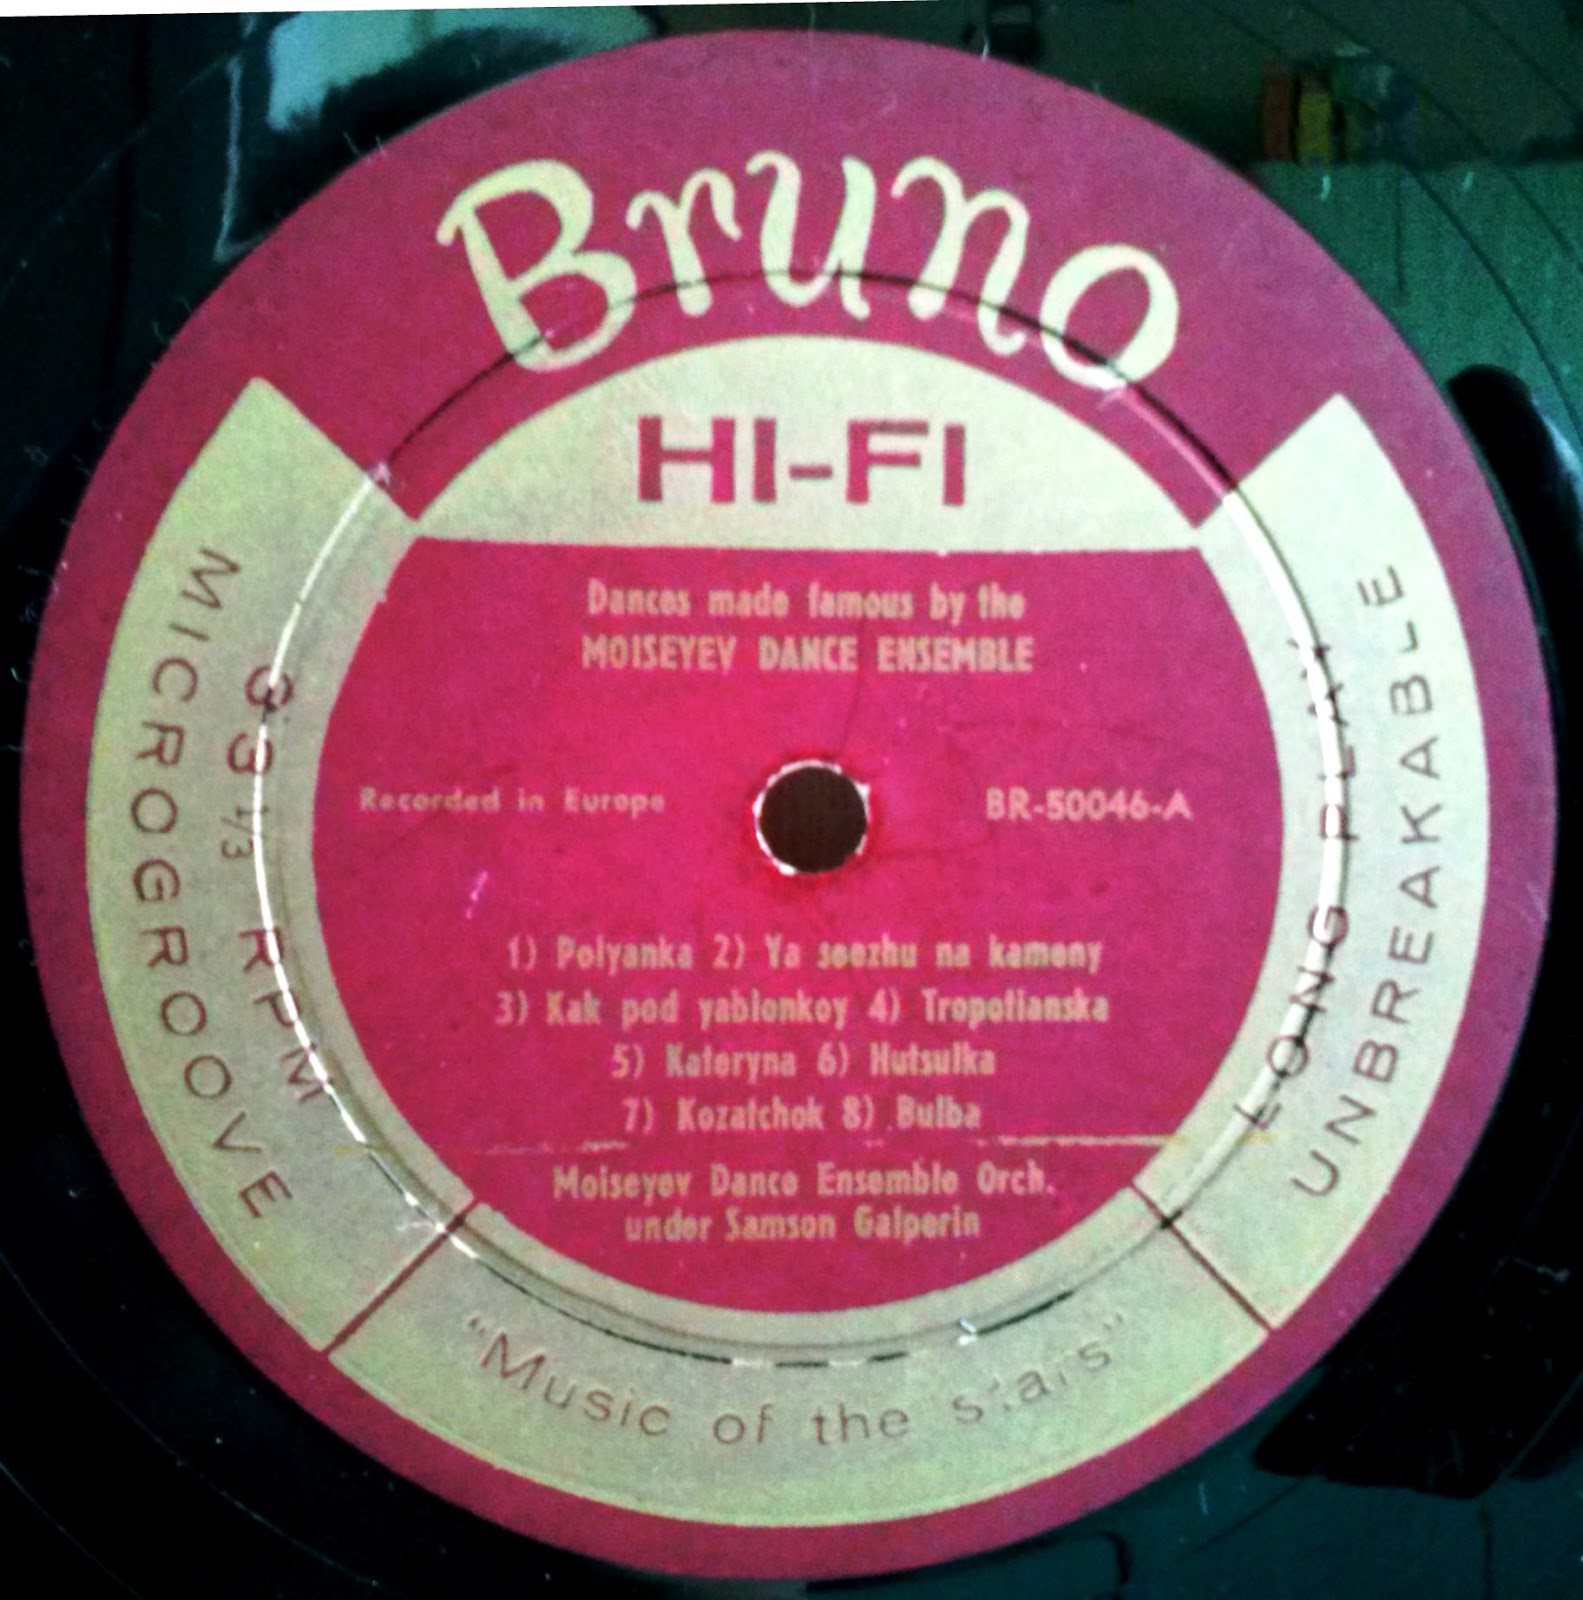 Bruno
HI-FI
Dances made famous by the
MOISEYEV DANCE ENSEMBLE
Recorded in Europe
BR-50046-A
1) Polyanka 2) Ya seezhu na kameny
3) Kak pod yablonkoy 4) Tropotianska
5) Kateryna 6) Hutsulka
7) Kozatchok 8) Bulba
Moiseyev Dance Ensemble Orch.
under Samson Galperin
MICROGROOVE
33 1/3 RPM
LONG PLAY
UNBREAKABLE
"Music of the stars"